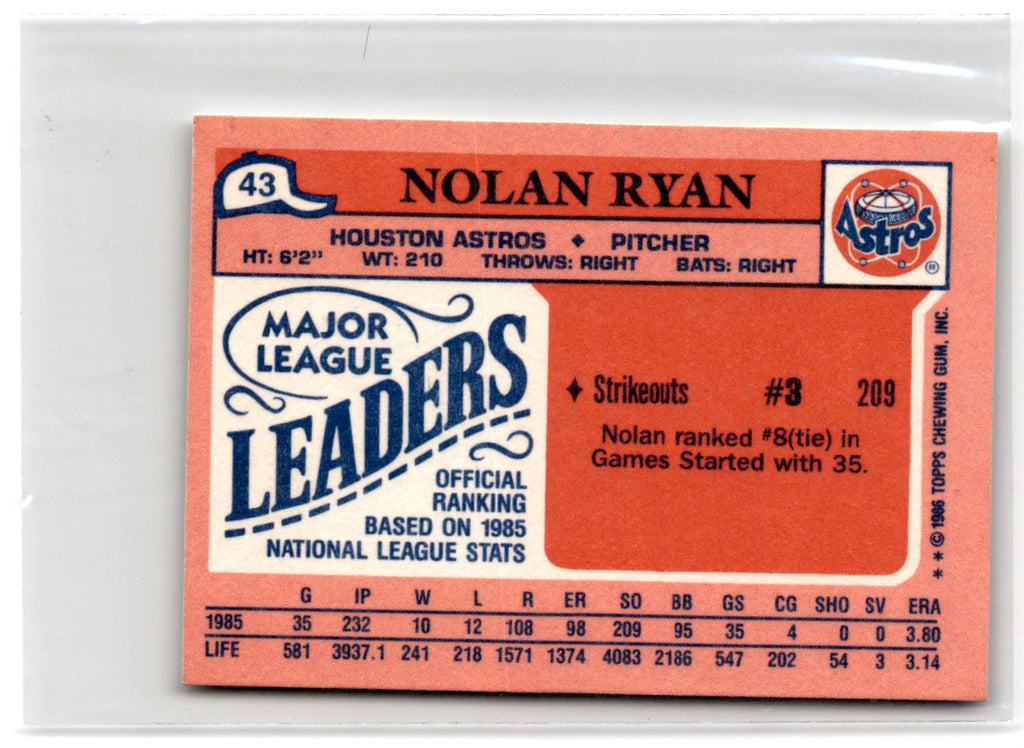 43
NOLAN RYAN
HOUSTON ASTROS ♦ PITCHER
HT: 6'2" WT: 210 THROWS: RIGHT BATS: RIGHT
Astros
®
MAJOR
LEAGUE
LEADERS
OFFICIAL
RANKING
BASED ON 1985
NATIONAL LEAGUE STATS
♦ Strikeouts #3 209
Nolan ranked #8(tie) in
Games Started with 35.
* * © 1986 TOPPS CHEWING GUM, INC.
G IP W L R ER SO BB GS CG SHO SV ERA
1985 35 232 10 12 108 98 209 95 35 4 0 0 3.80
LIFE 581 3937.1 241 218 1571 1374 4083 2186 547 202 54 3 3.14